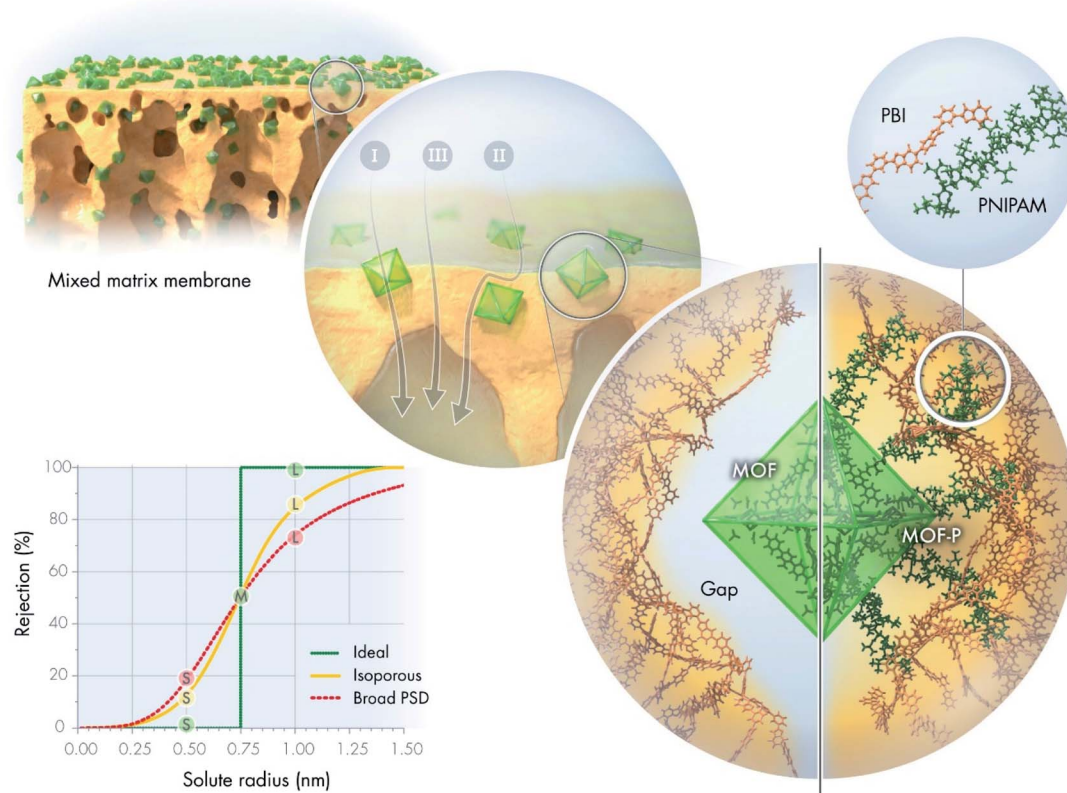 Mixed matrix membrane
I
III
II
PBI
PNIPAM
MOF
MOF-P
Gap
Rejection (%)
100
80
60
40
20
0
L
L
L
M
S
S
S
Ideal
Isoporous
Broad PSD
0.00 0.25 0.50 0.75 1.00 1.25 1.50
Solute radius (nm)